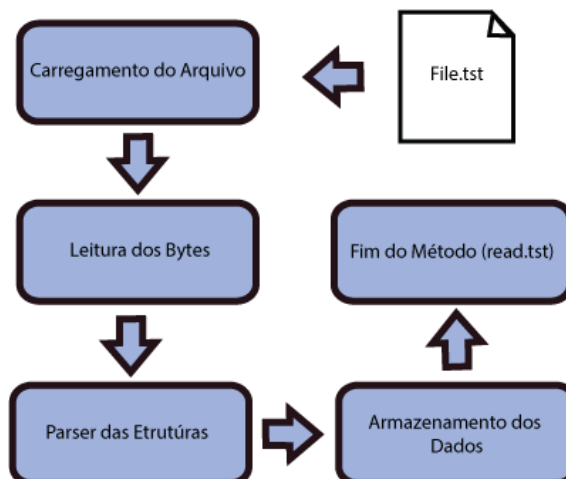 Carregamento do Arquivo
File.tst
Leitura dos Bytes
Fim do Método (read.tst)
Parser das Etrutúras
Armazenamento dos
Dados